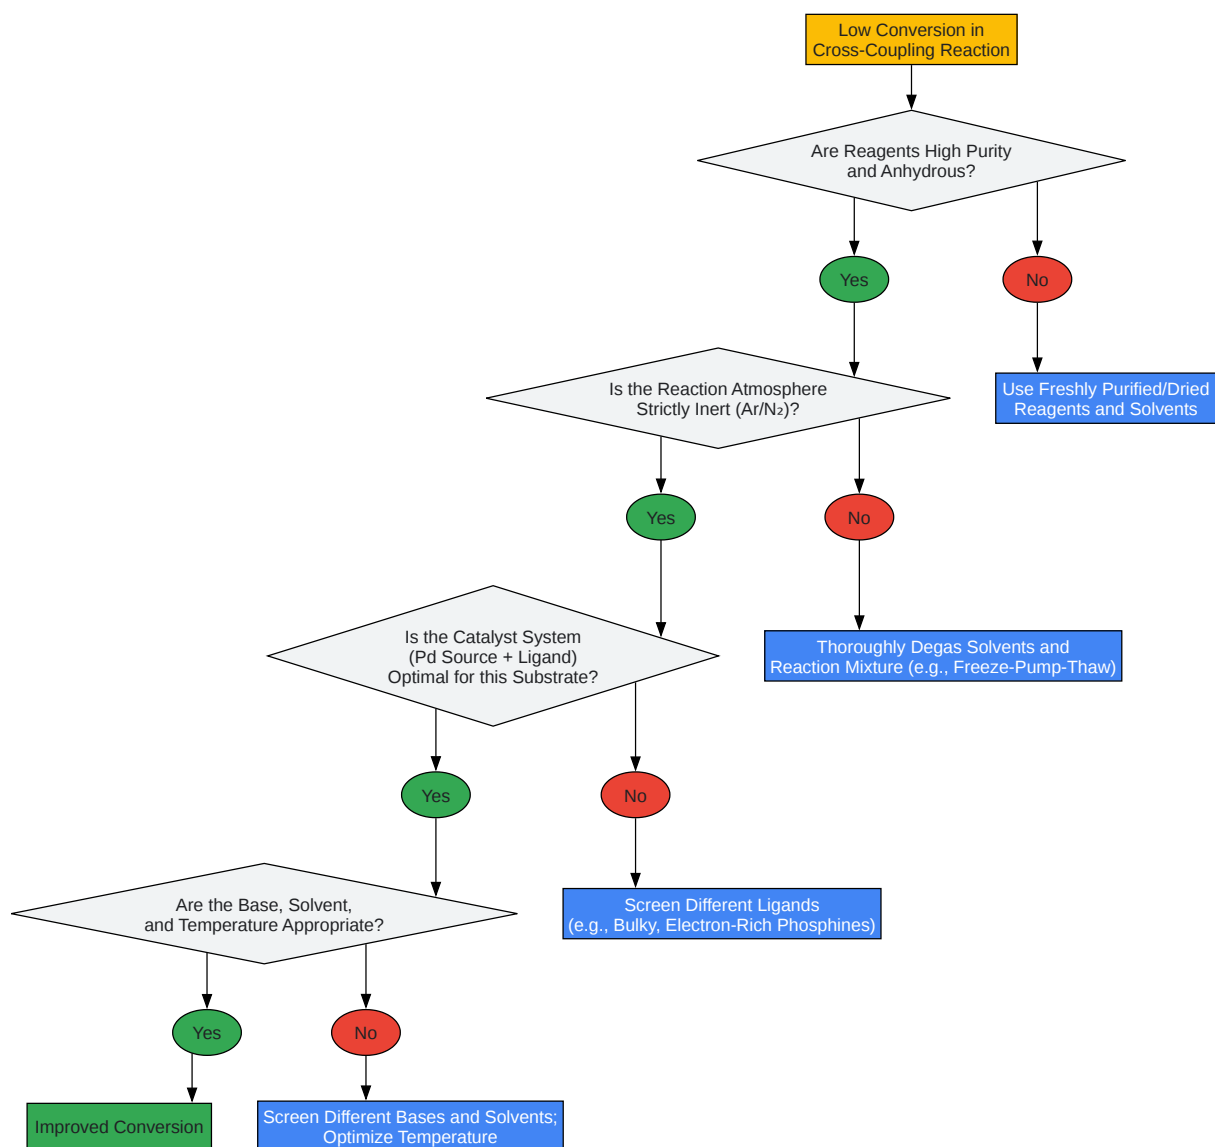 Low Conversion in
Cross-Coupling Reaction
Are Reagents High Purity
and Anhydrous?
Yes
No
Is the Reaction Atmosphere
Strictly Inert (Ar/N₂)?
Use Freshly Purified/Dried
Reagents and Solvents
Yes
No
Is the Catalyst System
(Pd Source + Ligand)
Optimal for this Substrate?
Thoroughly Degas Solvents and
Reaction Mixture (e.g., Freeze-Pump-Thaw)
Yes
No
Are the Base, Solvent,
and Temperature Appropriate?
Screen Different Ligands
(e.g., Bulky, Electron-Rich Phosphines)
Yes
No
Improved Conversion
Screen Different Bases and Solvents;
Optimize Temperature